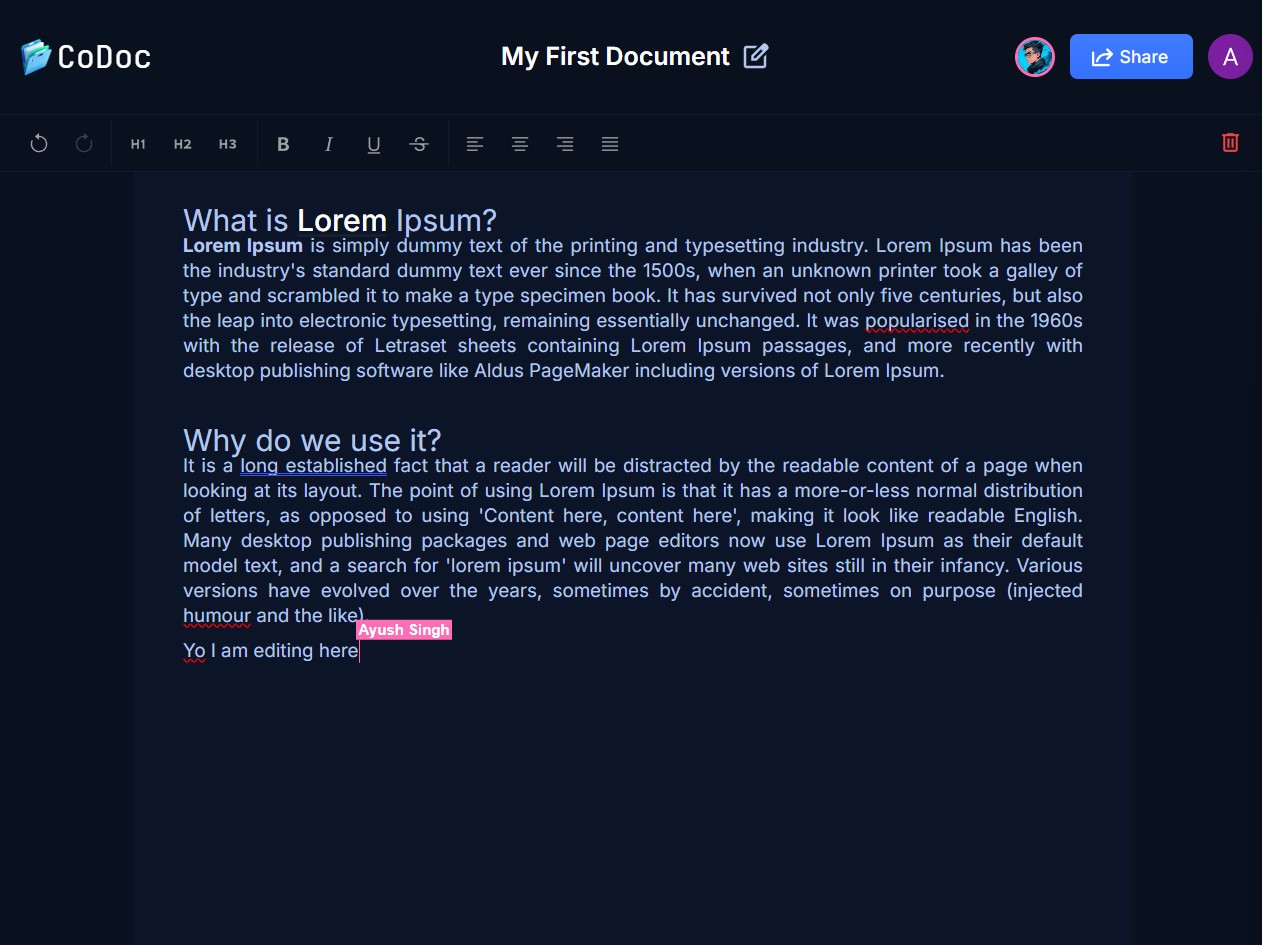 CoDoc
My First Document
Share
A
H1 H2 H3 B I U S
What is Lorem Ipsum?
Lorem Ipsum is simply dummy text of the printing and typesetting industry. Lorem Ipsum has been
the industry's standard dummy text ever since the 1500s, when an unknown printer took a galley of
type and scrambled it to make a type specimen book. It has survived not only five centuries, but also
the leap into electronic typesetting, remaining essentially unchanged. It was popularised in the 1960s
with the release of Letraset sheets containing Lorem Ipsum passages, and more recently with
desktop publishing software like Aldus PageMaker including versions of Lorem Ipsum.
Why do we use it?
It is a long established fact that a reader will be distracted by the readable content of a page when
looking at its layout. The point of using Lorem Ipsum is that it has a more-or-less normal distribution
of letters, as opposed to using 'Content here, content here', making it look like readable English.
Many desktop publishing packages and web page editors now use Lorem Ipsum as their default
model text, and a search for 'lorem ipsum' will uncover many web sites still in their infancy. Various
versions have evolved over the years, sometimes by accident, sometimes on purpose (injected
humour and the like).
Ayush Singh
Yo I am editing here